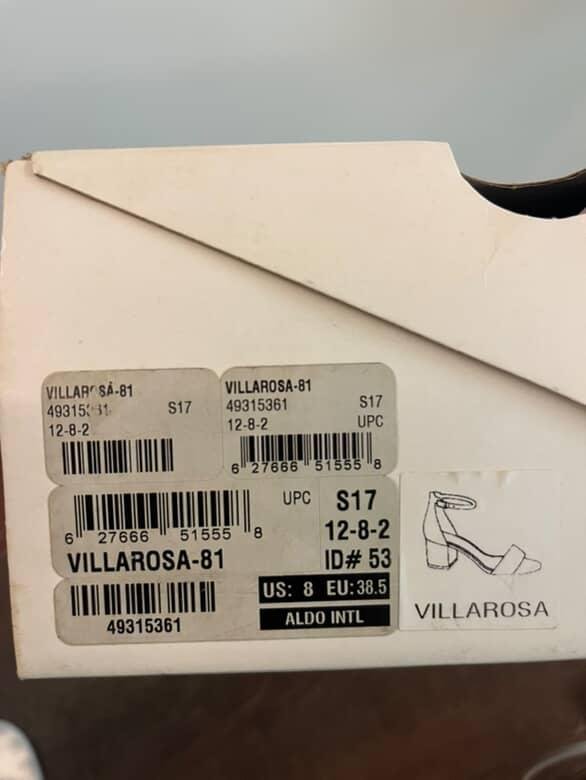 VILLAROSA-81
S17
12-8-2
VILLAROSA-81
49315361 S17
12-8-2 UPC
6 27666 51555 8
6 27666 51555 8 UPC S17
12-8-2
VILLAROSA-81 ID# 53
US: 8 EU: 38.5
49315361 ALDO INTL
VILLAROSA